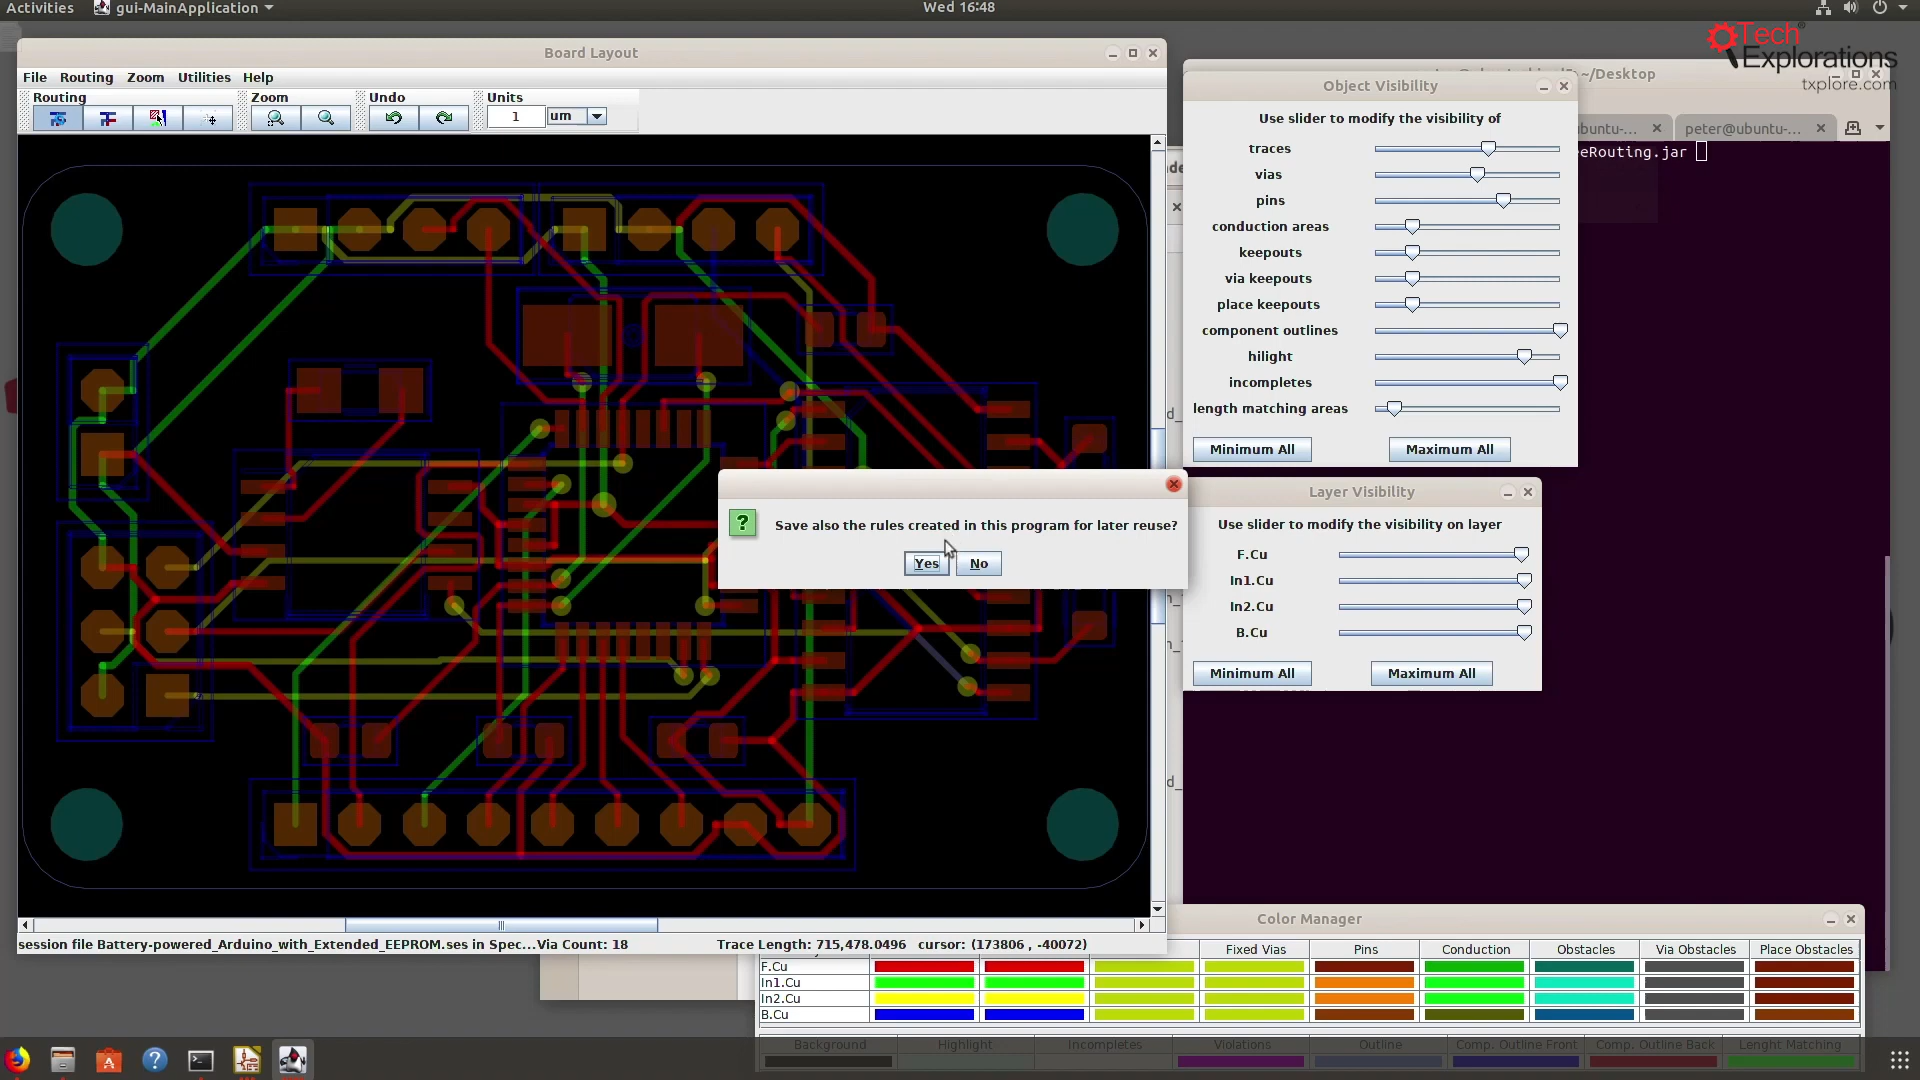 Activities gui-MainApplication Wed 16:48
Tech Explorations
txplore.com
Board Layout
File Routing Zoom Utilities Help
Routing Zoom Undo Units
1 um
~/Desktop
ubuntu-... peter@ubuntu-...
eRouting.jar
Object Visibility
Use slider to modify the visibility of
traces
vias
pins
conduction areas
keepouts
via keepouts
place keepouts
component outlines
hilight
incompletes
length matching areas
Minimum All Maximum All
Save also the rules created in this program for later reuse?
Yes No
Layer Visibility
Use slider to modify the visibility on layer
F.Cu
In1.Cu
In2.Cu
B.Cu
Minimum All Maximum All
session file Battery-powered_Arduino_with_Extended_EEPROM.ses in Spec...Via Count: 18 Trace Length: 715,478.0496 cursor: (173806 , -40072)
Color Manager
Fixed Vias Pins Conduction Obstacles Via Obstacles Place Obstacles
F.Cu
In1.Cu
In2.Cu
B.Cu
Background Highlight Incompletes Violations Outline Comp. Outline Front Comp. Outline Back Lenght Matching